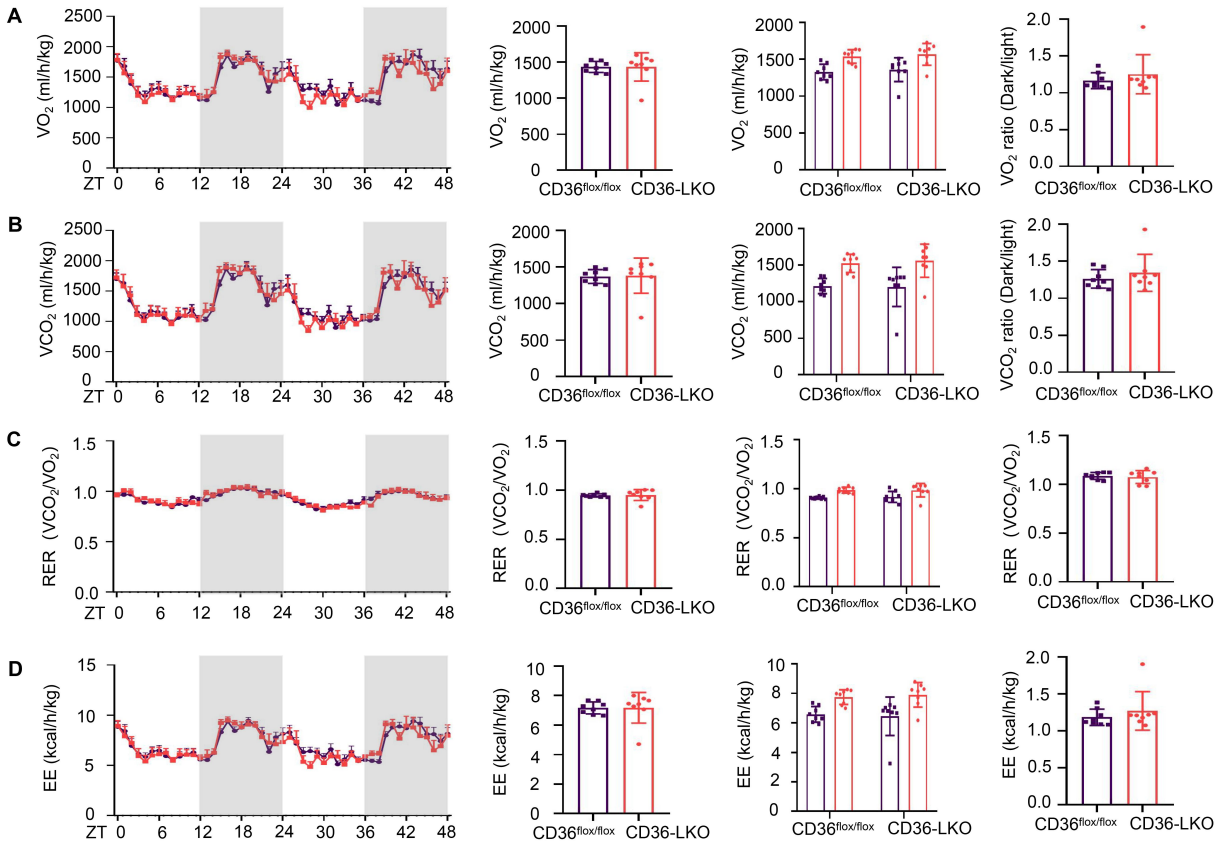 A
VO2 (ml/h/kg)
2500
2000
1500
1000
500
0
ZT 0 6 12 18 24 30 36 42 48
VO2 (ml/h/kg)
2000
1500
1000
500
0
CD36flox/flox CD36-LKO
VO2 (ml/h/kg)
2000
1500
1000
500
0
CD36flox/flox CD36-LKO
VO2 ratio (Dark/light)
2.0
1.5
1.0
0.5
0.0
CD36flox/flox CD36-LKO
B
VCO2 (ml/h/kg)
2500
2000
1500
1000
500
0
ZT 0 6 12 18 24 30 36 42 48
VCO2 (ml/h/kg)
2000
1500
1000
500
0
CD36flox/flox CD36-LKO
VCO2 (ml/h/kg)
2000
1500
1000
500
0
CD36flox/flox CD36-LKO
VCO2 ratio (Dark/light)
2.0
1.5
1.0
0.5
0.0
CD36flox/flox CD36-LKO
C
RER (VCO2/VO2)
1.5
1.0
0.5
0.0
ZT 0 6 12 18 24 30 36 42 48
RER (VCO2/VO2)
1.5
1.0
0.5
0.0
CD36flox/flox CD36-LKO
RER (VCO2/VO2)
1.5
1.0
0.5
0.0
CD36flox/flox CD36-LKO
RER (VCO2/VO2)
1.5
1.0
0.5
0.0
CD36flox/flox CD36-LKO
D
EE (kcal/h/kg)
15
10
5
0
ZT 0 6 12 18 24 30 36 42 48
EE (kcal/h/kg)
10
8
6
4
2
0
CD36flox/flox CD36-LKO
EE (kcal/h/kg)
10
8
6
4
2
0
CD36flox/flox CD36-LKO
EE (kcal/h/kg)
2.0
1.5
1.0
0.5
0.0
CD36flox/flox CD36-LKO